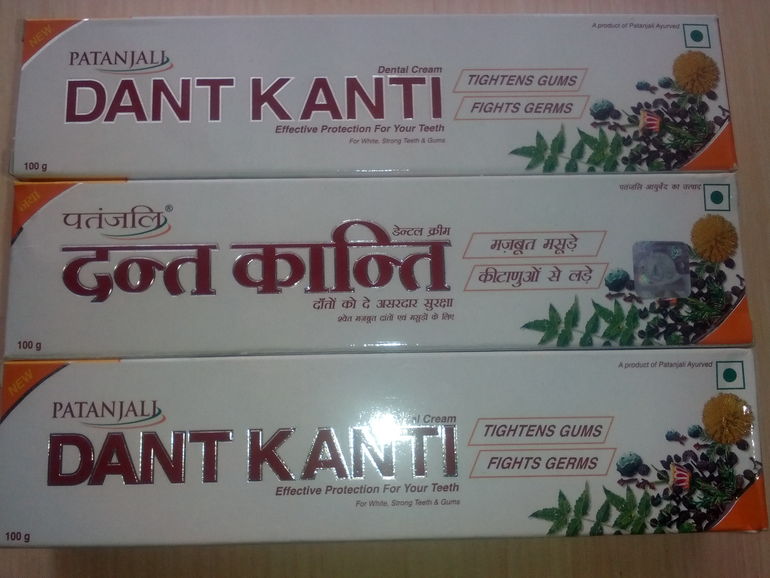 NEW
A product of Patanjali Ayurved
PATANJALI
Dental Cream
DANT KANTI
TIGHTENS GUMS
FIGHTS GERMS
Effective Protection For Your Teeth
For White, Strong Teeth & Gums
100 g
नया
पतंजलि आयुर्वेद का उत्पाद
पतंजलि®
डेन्टल क्रीम
दन्त कान्ति
मज़बूत मसूड़े
कीटाणुओं से लड़े
दाँतों को दे असरदार सुरक्षा
श्वेत मजबूत दांतों एवं मसूड़ों के लिए
100 g
NEW
A product of Patanjali Ayurved
PATANJALI
Cream
DANT KANTI
TIGHTENS GUMS
FIGHTS GERMS
Effective Protection For Your Teeth
For White, Strong Teeth & Gums
100 g